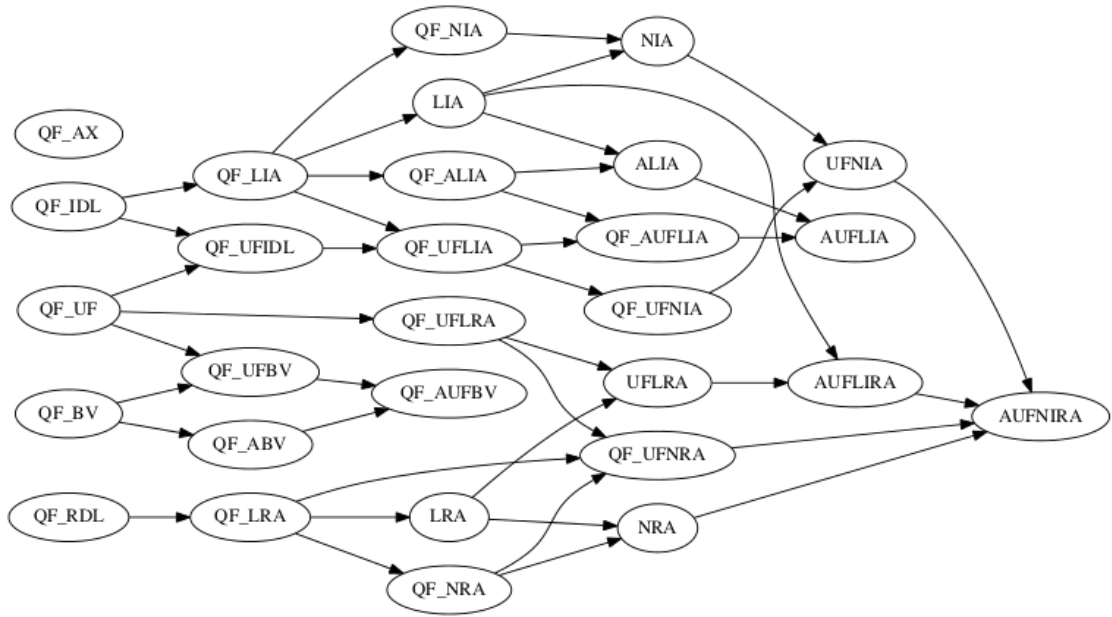 QF_NIA
NIA
LIA
QF_AX
QF_LIA
QF_ALIA
ALIA
UFNIA
QF_IDL
QF_UFIDL
QF_UFLIA
QF_AUFLIA
AUFLIA
QF_UF
QF_UFLRA
QF_UFNIA
QF_UFBV
QF_AUFBV
UFLRA
AUFLIRA
QF_BV
QF_ABV
QF_UFNRA
AUFNIRA
QF_RDL
QF_LRA
LRA
NRA
QF_NRA